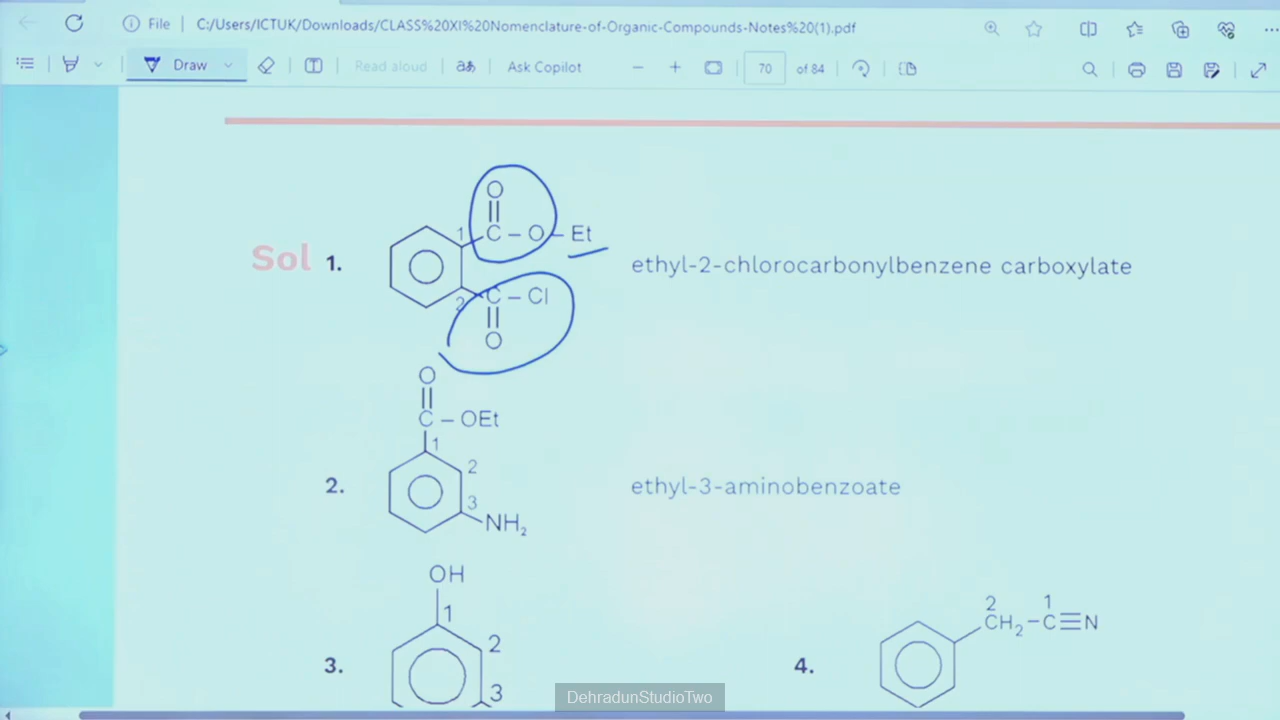 File | C:/Users/ICTUK/Downloads/CLASS%20XI%20Nomenclature-of-Organic-Compounds-Notes%20(1).pdf
Draw
Read aloud
Ask Copilot
70 of 84
Sol 1.
O
1 C – O – Et
2 C – Cl
O
ethyl-2-chlorocarbonylbenzene carboxylate
O
C – OEt
1
2
2.
3
NH2
ethyl-3-aminobenzoate
OH
1
2
3.
3
4.
2 1
CH2–C≡N
DehradunStudioTwo